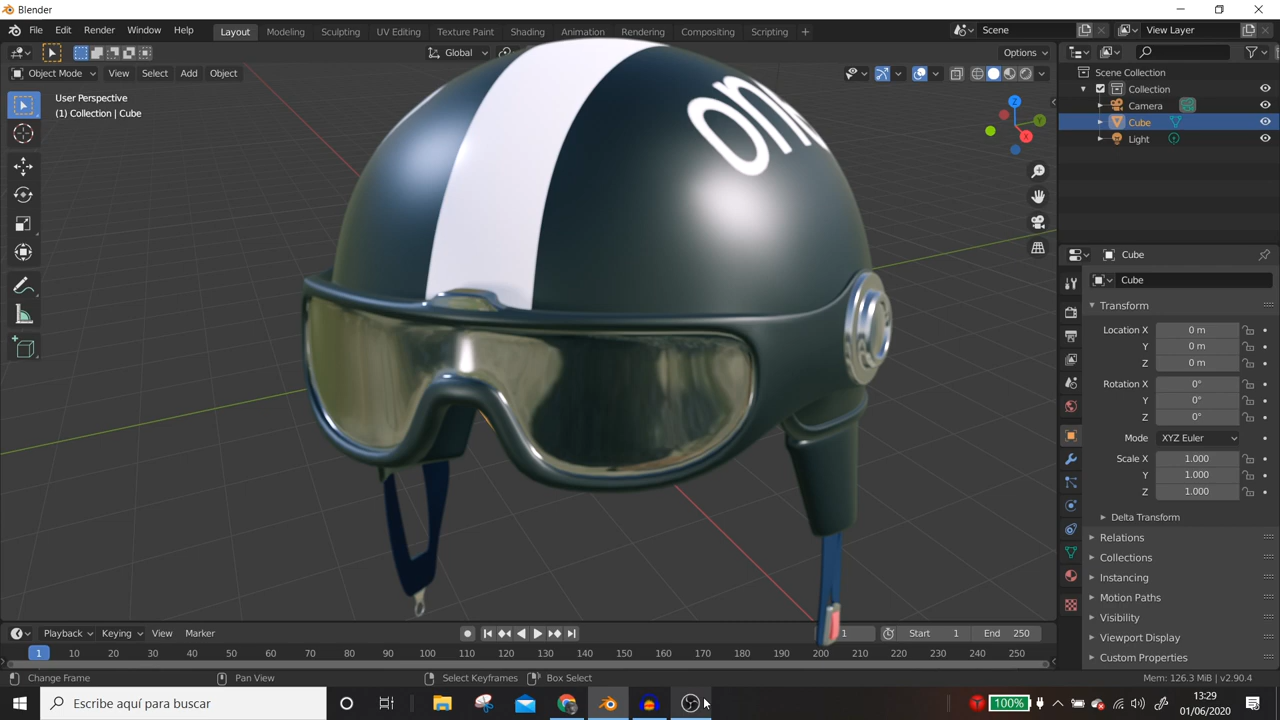 Blender
File Edit Render Window Help Layout Modeling Sculpting UV Editing Texture Paint Shading Animation Rendering Compositing Scripting + Scene View Layer
Global Options
Object Mode View Select Add Object
User Perspective
(1) Collection | Cube
Scene Collection
Collection
Camera
Cube
Light
Z
Y
X
Cube
Cube
Transform
Location X 0 m
Y 0 m
Z 0 m
Rotation X 0°
Y 0°
Z 0°
Mode XYZ Euler
Scale X 1.000
Y 1.000
Z 1.000
Delta Transform
Relations
Collections
Instancing
Motion Paths
Visibility
Viewport Display
Custom Properties
Playback Keying View Marker 1 Start 1 End 250
1 10 20 30 40 50 60 70 80 90 100 110 120 130 140 150 160 170 180 190 200 210 220 230 240 250
Change Frame Pan View Select Keyframes Box Select Mem: 126.3 MiB | v2.90.4
Escribe aquí para buscar 100% 13:29
01/06/2020